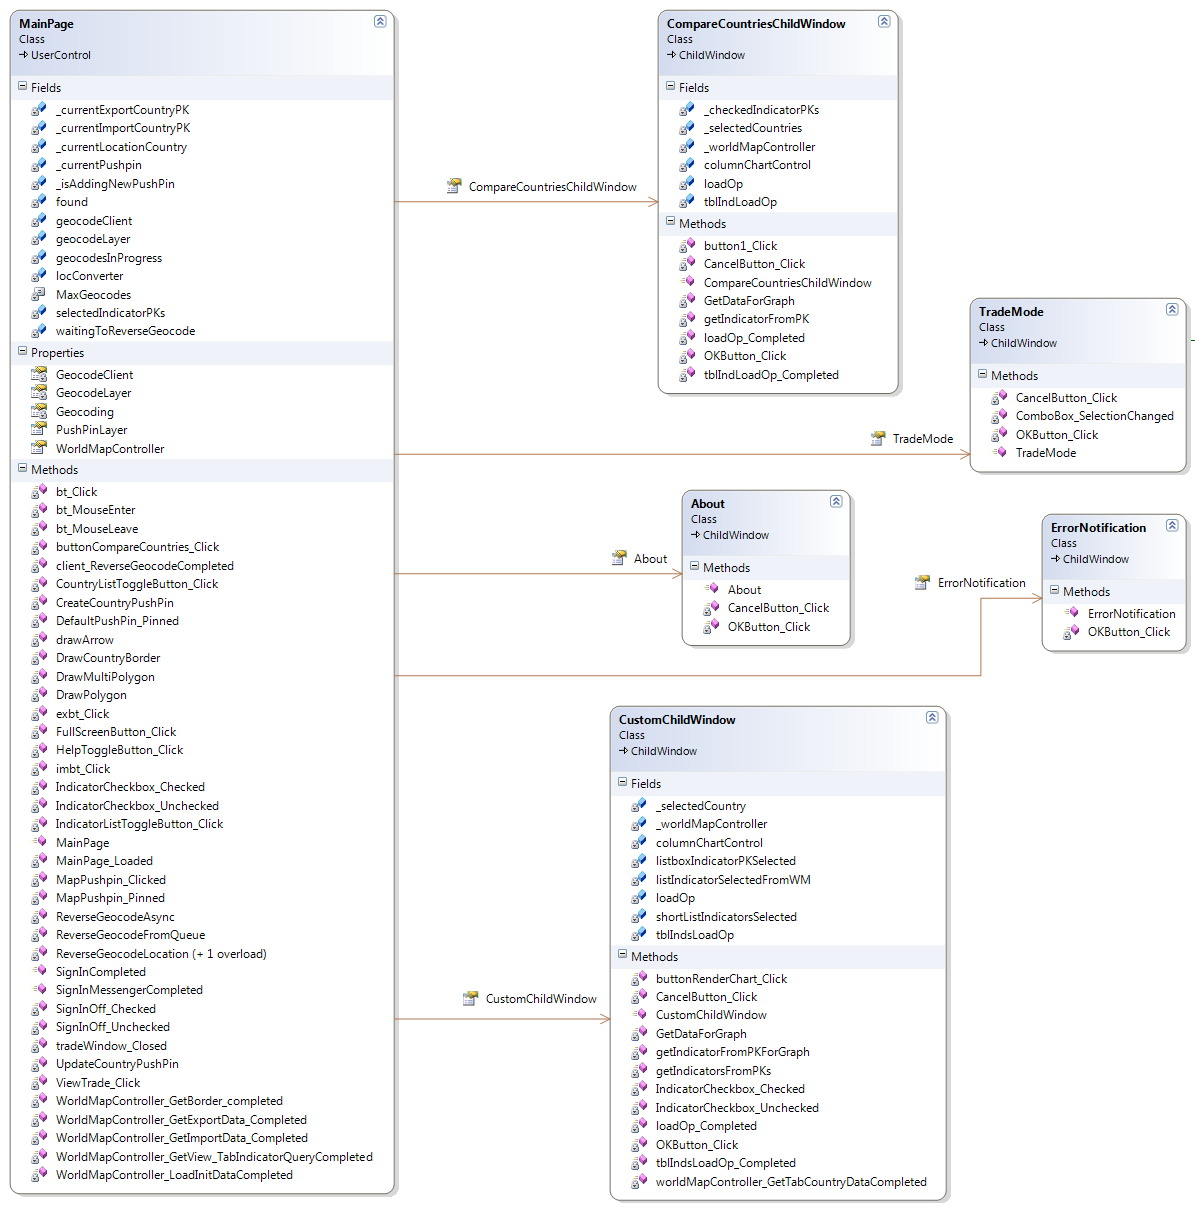 MainPage
Class
UserControl
Fields
_currentExportCountryPK
_currentImportCountryPK
_currentLocationCountry
_currentPushpin
_isAddingNewPushPin
found
geocodeClient
geocodeLayer
geocodesInProgress
locConverter
MaxGeocodes
selectedIndicatorPKs
waitingToReverseGeocode
Properties
GeocodeClient
GeocodeLayer
Geocoding
PushPinLayer
WorldMapController
Methods
bt_Click
bt_MouseEnter
bt_MouseLeave
buttonCompareCountries_Click
client_ReverseGeocodeCompleted
CountryListToggleButton_Click
CreateCountryPushPin
DefaultPushPin_Pinned
drawArrow
DrawCountryBorder
DrawMultiPolygon
DrawPolygon
exbt_Click
FullScreenButton_Click
HelpToggleButton_Click
imbt_Click
IndicatorCheckbox_Checked
IndicatorCheckbox_Unchecked
IndicatorListToggleButton_Click
MainPage
MainPage_Loaded
MapPushpin_Clicked
MapPushpin_Pinned
ReverseGeocodeAsync
ReverseGeocodeFromQueue
ReverseGeocodeLocation (+ 1 overload)
SignInCompleted
SignInMessengerCompleted
SignInOff_Checked
SignInOff_Unchecked
tradeWindow_Closed
UpdateCountryPushPin
ViewTrade_Click
WorldMapController_GetBorder_completed
WorldMapController_GetExportData_Completed
WorldMapController_GetImportData_Completed
WorldMapController_GetView_TabIndicatorQueryCompleted
WorldMapController_LoadInitDataCompleted
CompareCountriesChildWindow
CompareCountriesChildWindow
Class
ChildWindow
Fields
_checkedIndicatorPKs
_selectedCountries
_worldMapController
columnChartControl
loadOp
tblIndLoadOp
Methods
button1_Click
CancelButton_Click
CompareCountriesChildWindow
GetDataForGraph
getIndicatorFromPK
loadOp_Completed
OKButton_Click
tblIndLoadOp_Completed
TradeMode
TradeMode
Class
ChildWindow
Methods
CancelButton_Click
ComboBox_SelectionChanged
OKButton_Click
TradeMode
About
About
Class
ChildWindow
Methods
About
CancelButton_Click
OKButton_Click
ErrorNotification
ErrorNotification
Class
ChildWindow
Methods
ErrorNotification
OKButton_Click
CustomChildWindow
CustomChildWindow
Class
ChildWindow
Fields
_selectedCountry
_worldMapController
columnChartControl
listboxIndicatorPKSelected
listIndicatorSelectedFromWM
loadOp
shortListIndicatorsSelected
tblIndsLoadOp
Methods
buttonRenderChart_Click
CancelButton_Click
CustomChildWindow
GetDataForGraph
getIndicatorFromPKForGraph
getIndicatorsFromPKs
IndicatorCheckbox_Checked
IndicatorCheckbox_Unchecked
loadOp_Completed
OKButton_Click
tblIndsLoadOp_Completed
worldMapController_GetTabCountryDataCompleted